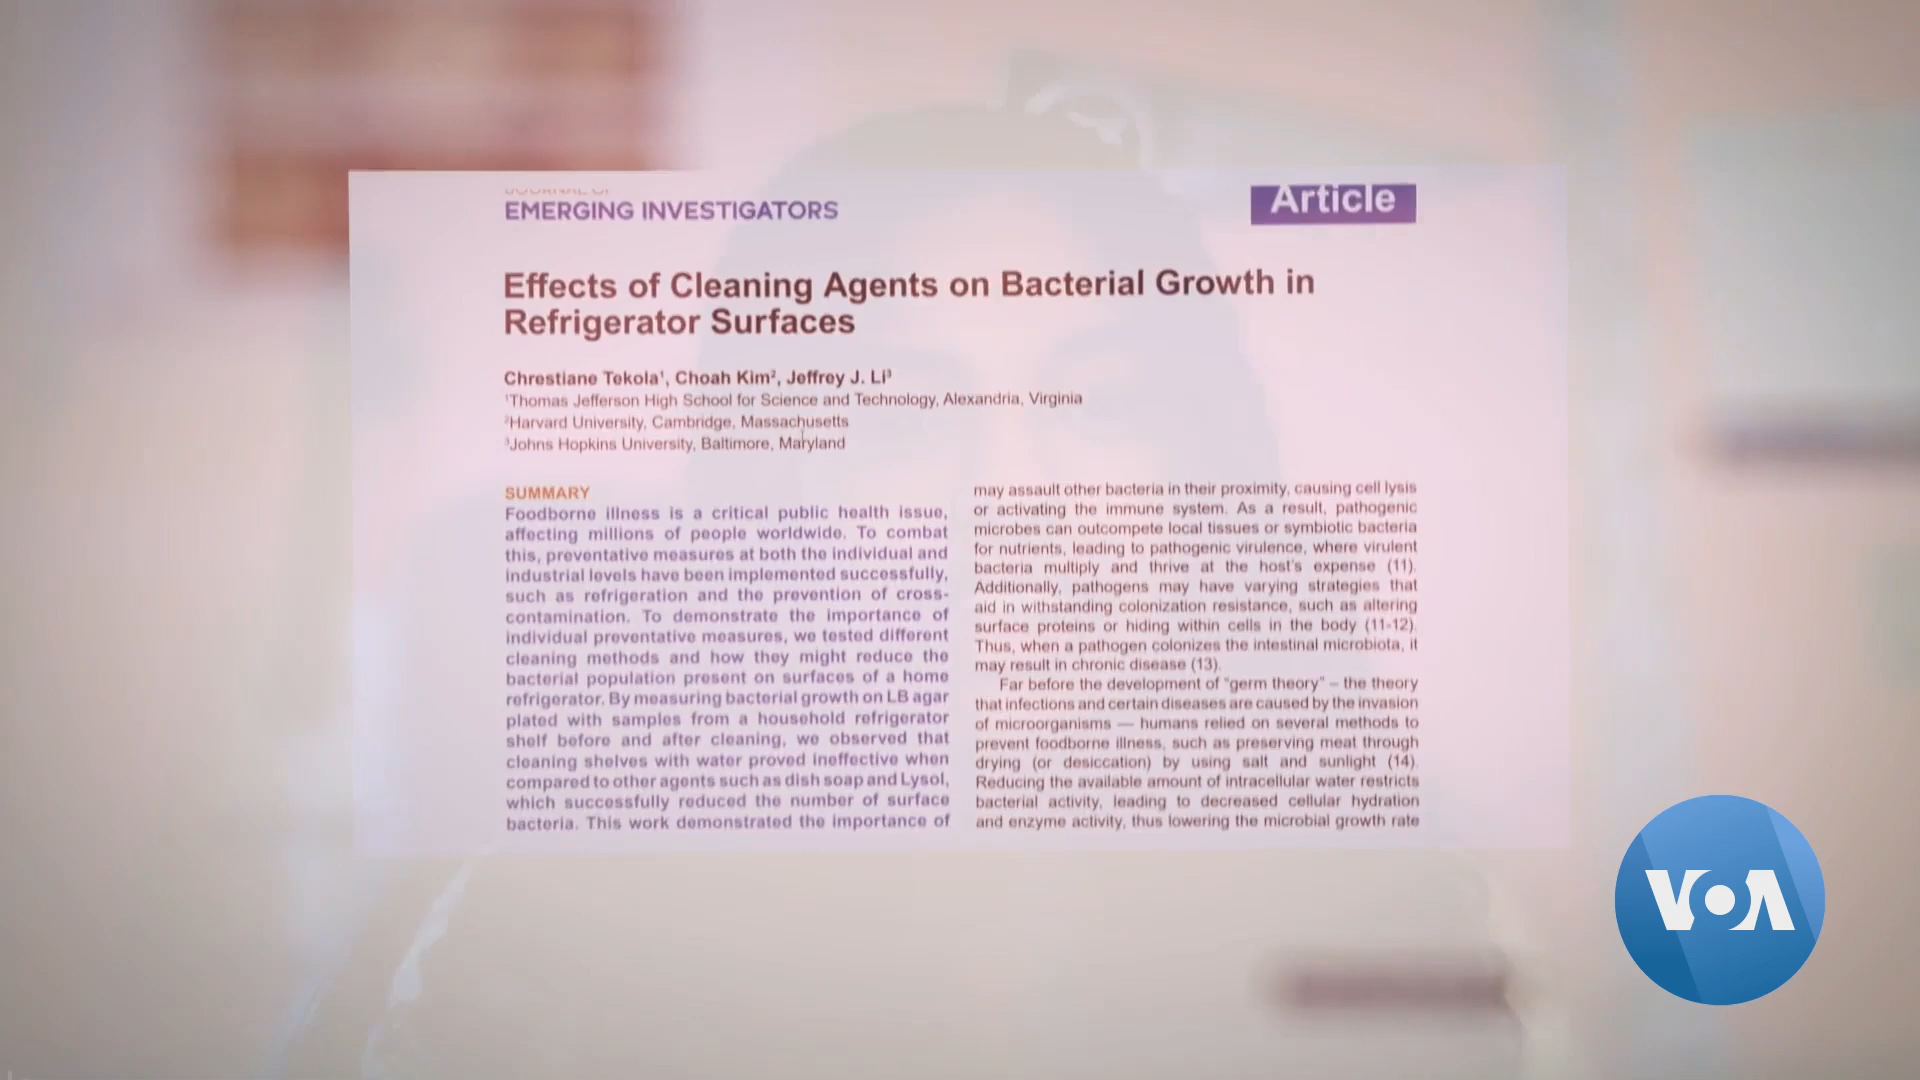 JOURNAL OF
EMERGING INVESTIGATORS
Article
Effects of Cleaning Agents on Bacterial Growth in
Refrigerator Surfaces
Chrestiane Tekola¹, Choah Kim², Jeffrey J. Li³
¹Thomas Jefferson High School for Science and Technology, Alexandria, Virginia
²Harvard University, Cambridge, Massachusetts
³Johns Hopkins University, Baltimore, Maryland
SUMMARY
Foodborne illness is a critical public health issue,
affecting millions of people worldwide. To combat
this, preventative measures at both the individual and
industrial levels have been implemented successfully,
such as refrigeration and the prevention of cross-
contamination. To demonstrate the importance of
individual preventative measures, we tested different
cleaning methods and how they might reduce the
bacterial population present on surfaces of a home
refrigerator. By measuring bacterial growth on LB agar
plated with samples from a household refrigerator
shelf before and after cleaning, we observed that
cleaning shelves with water proved ineffective when
compared to other agents such as dish soap and Lysol,
which successfully reduced the number of surface
bacteria. This work demonstrated the importance of
may assault other bacteria in their proximity, causing cell lysis
or activating the immune system. As a result, pathogenic
microbes can outcompete local tissues or symbiotic bacteria
for nutrients, leading to pathogenic virulence, where virulent
bacteria multiply and thrive at the host's expense (11).
Additionally, pathogens may have varying strategies that
aid in withstanding colonization resistance, such as altering
surface proteins or hiding within cells in the body (11-12).
Thus, when a pathogen colonizes the intestinal microbiota, it
may result in chronic disease (13).
Far before the development of “germ theory” – the theory
that infections and certain diseases are caused by the invasion
of microorganisms — humans relied on several methods to
prevent foodborne illness, such as preserving meat through
drying (or desiccation) by using salt and sunlight (14).
Reducing the available amount of intracellular water restricts
bacterial activity, leading to decreased cellular hydration
and enzyme activity, thus lowering the microbial growth rate
VOA